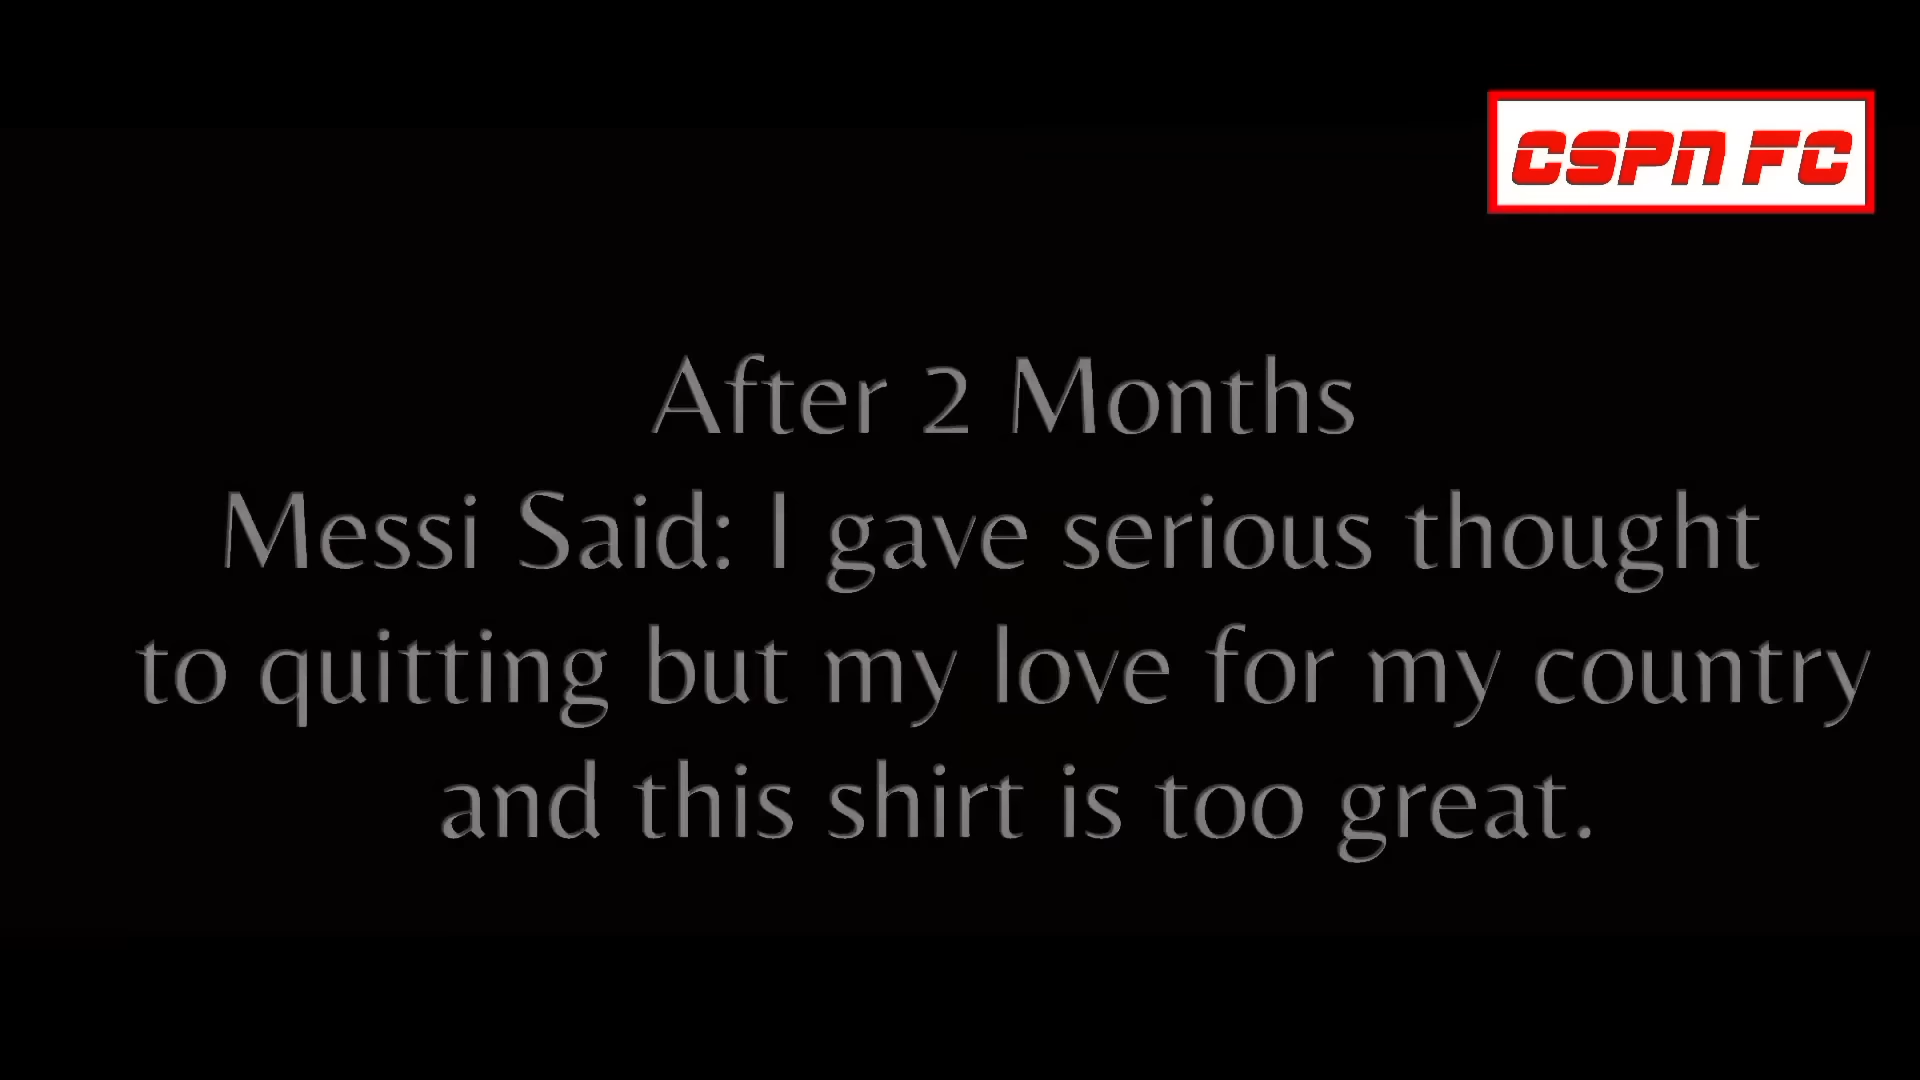 CSPN FC
After 2 Months
Messi Said: I gave serious thought
to quitting but my love for my country
and this shirt is too great.